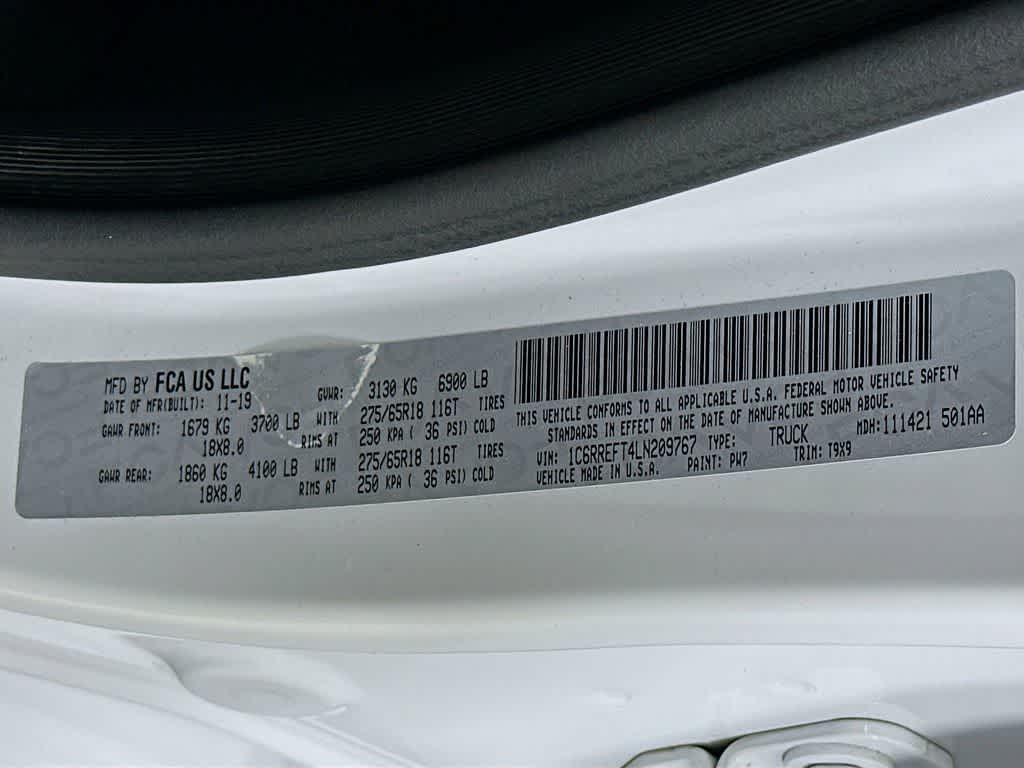 MFD BY FCA US LLC
DATE OF MFR(BUILT): 11-19 GVWR: 3130 KG 6900 LB
GAWR FRONT: 1679 KG 3700 LB WITH 275/65R18 116T TIRES
18X8.0 RIMS AT 250 KPA ( 36 PSI) COLD
GAWR REAR: 1860 KG 4100 LB WITH 275/65R18 116T TIRES
18X8.0 RIMS AT 250 KPA ( 36 PSI) COLD
THIS VEHICLE CONFORMS TO ALL APPLICABLE U.S.A. FEDERAL MOTOR VEHICLE SAFETY
STANDARDS IN EFFECT ON THE DATE OF MANUFACTURE SHOWN ABOVE.
VIN: 1C6RREFT4LN209767 TYPE: TRUCK MDH: 111421 501AA
VEHICLE MADE IN U.S.A. PAINT: PW7 TRIM: T9X9